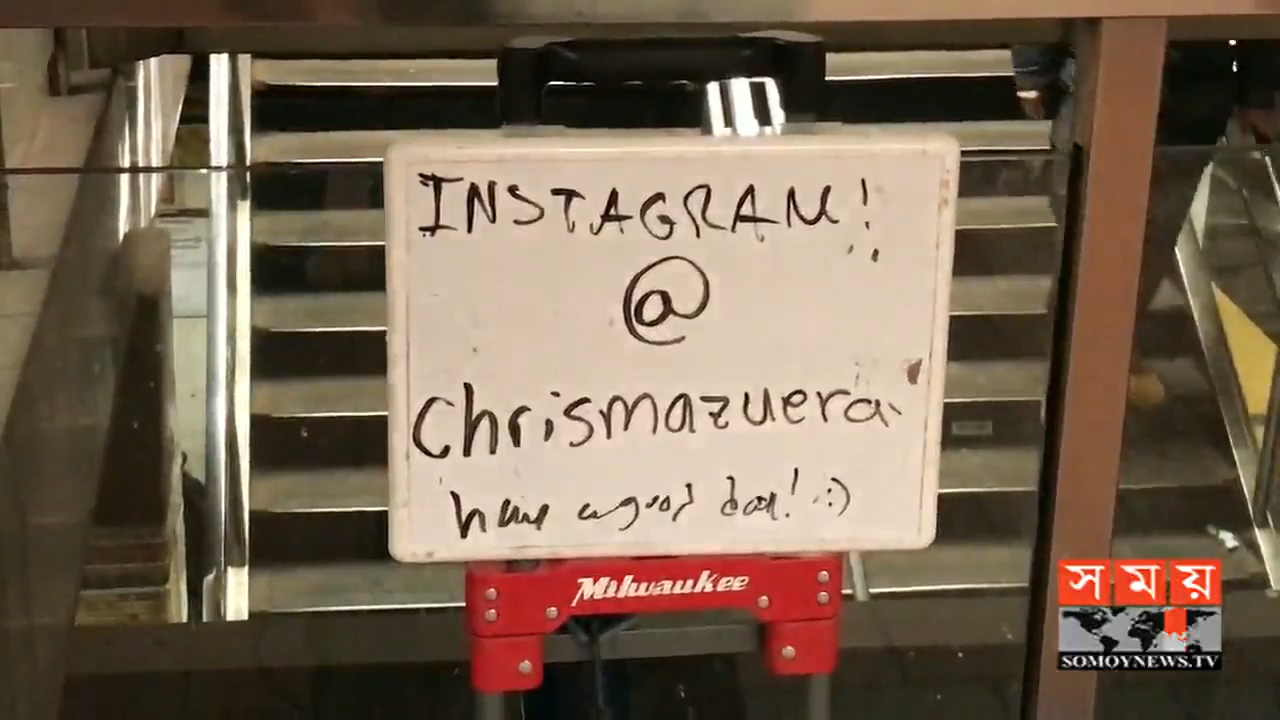 INSTAGRAM!
@
chrismazuera
have a good day! :)
Milwaukee
সময়
SOMOYNEWS.TV